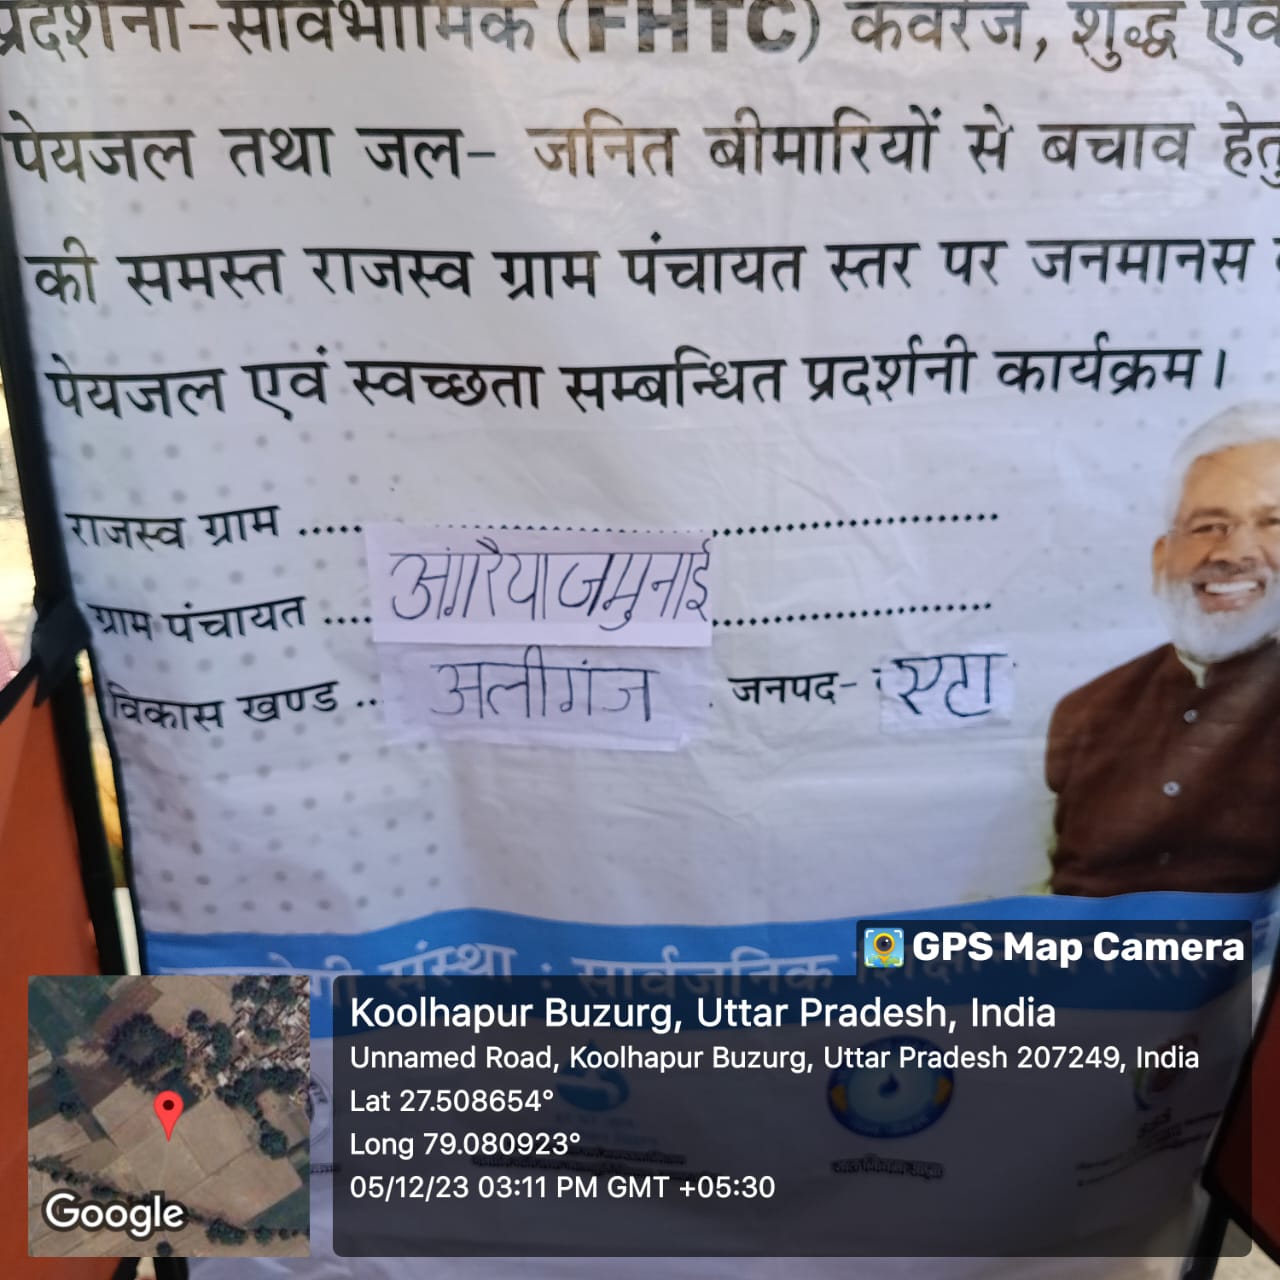 प्रदर्शनी-सार्वभौमिक (FHTC) कवरेज, शुद्ध एवं
पेयजल तथा जल- जनित बीमारियों से बचाव हेतु
की समस्त राजस्व ग्राम पंचायत स्तर पर जनमानस
पेयजल एवं स्वच्छता सम्बन्धित प्रदर्शनी कार्यक्रम।
राजस्व ग्राम ..........................................
ग्राम पंचायत .... अंगरैया जमुनाई ..........................
विकास खण्ड .. अलीगंज . जनपद- एटा
संस्था : सार्वजनिक
GPS Map Camera
Koolhapur Buzurg, Uttar Pradesh, India
Unnamed Road, Koolhapur Buzurg, Uttar Pradesh 207249, India
Lat 27.508654°
Long 79.080923°
05/12/23 03:11 PM GMT +05:30
Google